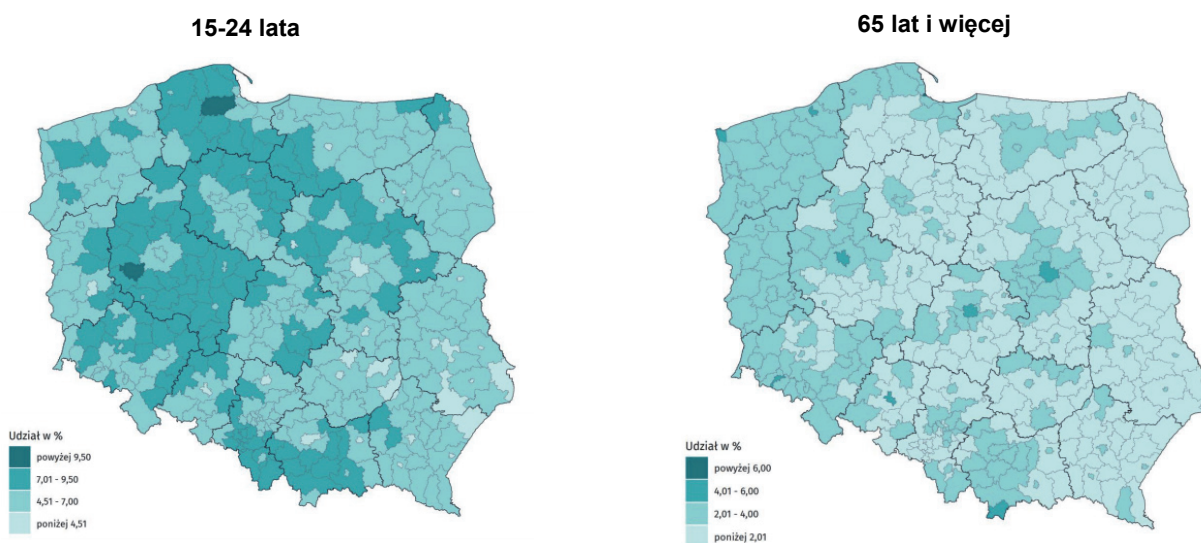 15-24 lata
65 lat i więcej
Udział w %
powyżej 9,50
7,01 - 9,50
4,51 - 7,00
poniżej 4,51
Udział w %
powyżej 6,00
4,01 - 6,00
2,01 - 4,00
poniżej 2,01